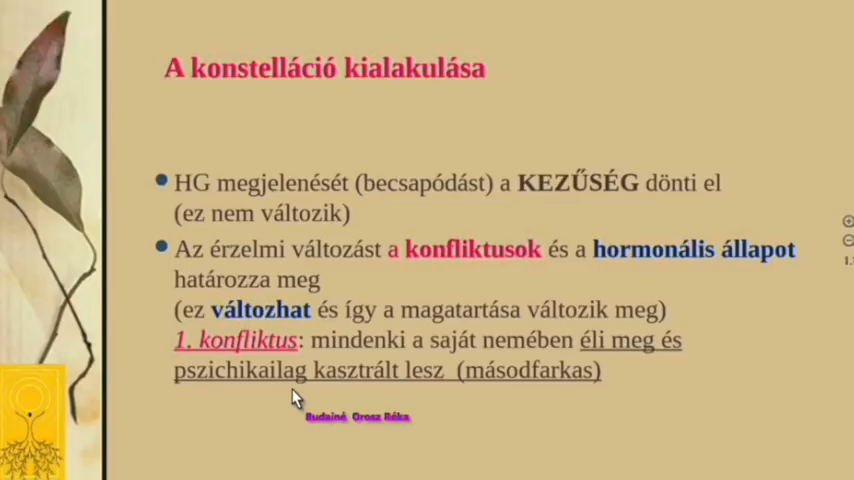 A konstelláció kialakulása
HG megjelenését (becsapódást) a KEZŰSÉG dönti el
(ez nem változik)
Az érzelmi változást a konfliktusok és a hormonális állapot
határozza meg
(ez változhat és így a magatartása változik meg)
1. konfliktus: mindenki a saját nemében éli meg és
pszichikailag kasztrált lesz (másodfarkas)
Budainé Orosz Réka